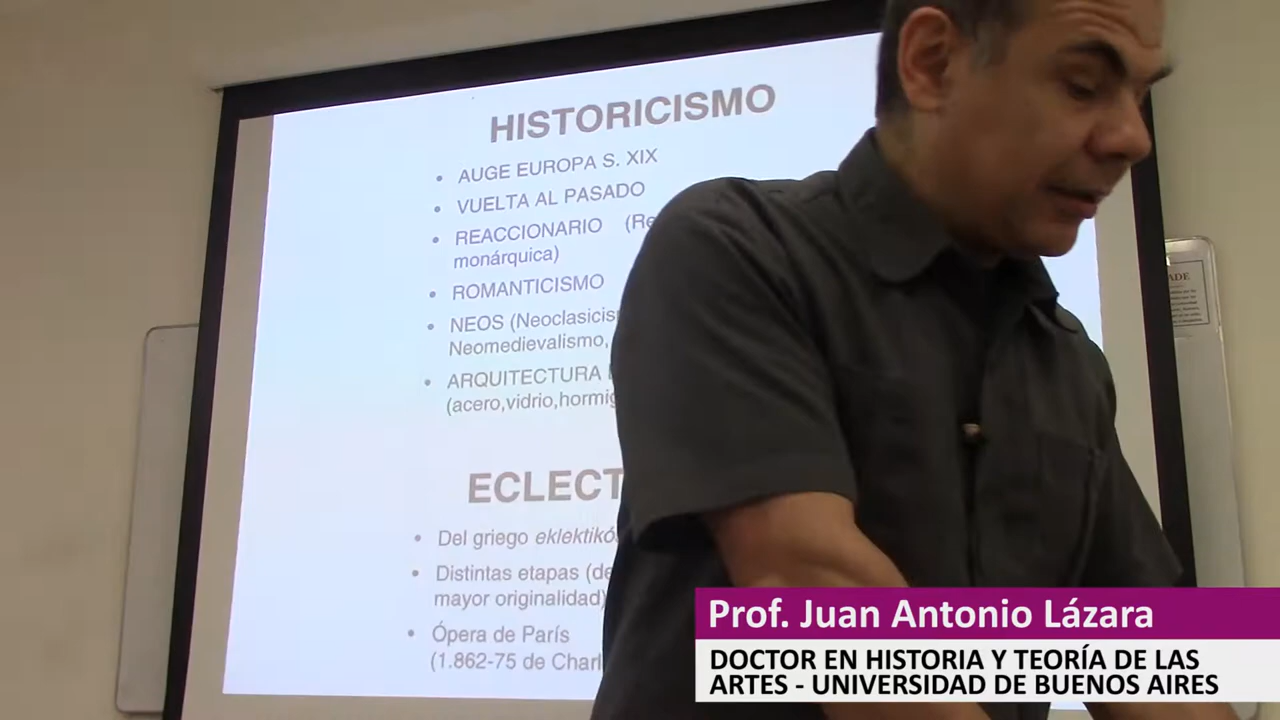 HISTORICISMO
• AUGE EUROPA S. XIX
• VUELTA AL PASADO
• REACCIONARIO (Re
monárquica)
• ROMANTICISMO
• NEOS (Neoclasicis
Neomedievalismo,
• ARQUITECTURA
(acero,vidrio,hormig
ECLECT
• Del griego eklektikó
• Distintas etapas (de
mayor originalidad)
• Ópera de París
(1.862-75 de Charl
ADE
Prof. Juan Antonio Lázara
DOCTOR EN HISTORIA Y TEORÍA DE LAS
ARTES - UNIVERSIDAD DE BUENOS AIRES